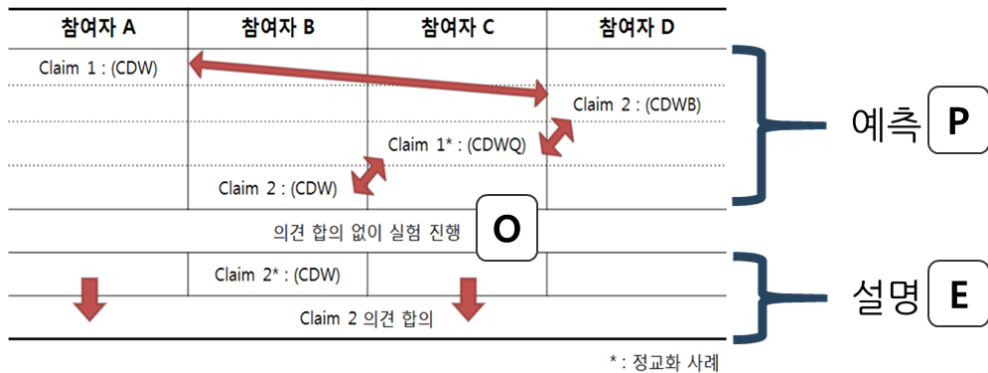 참여자 A 참여자 B 참여자 C 참여자 D
Claim 1 : (CDW)
Claim 2 : (CDWB)
예측 P
Claim 1* : (CDWQ)
Claim 2 : (CDW)
의견 합의 없이 실험 진행 O
Claim 2* : (CDW)
설명 E
Claim 2 의견 합의
* : 정교화 사례